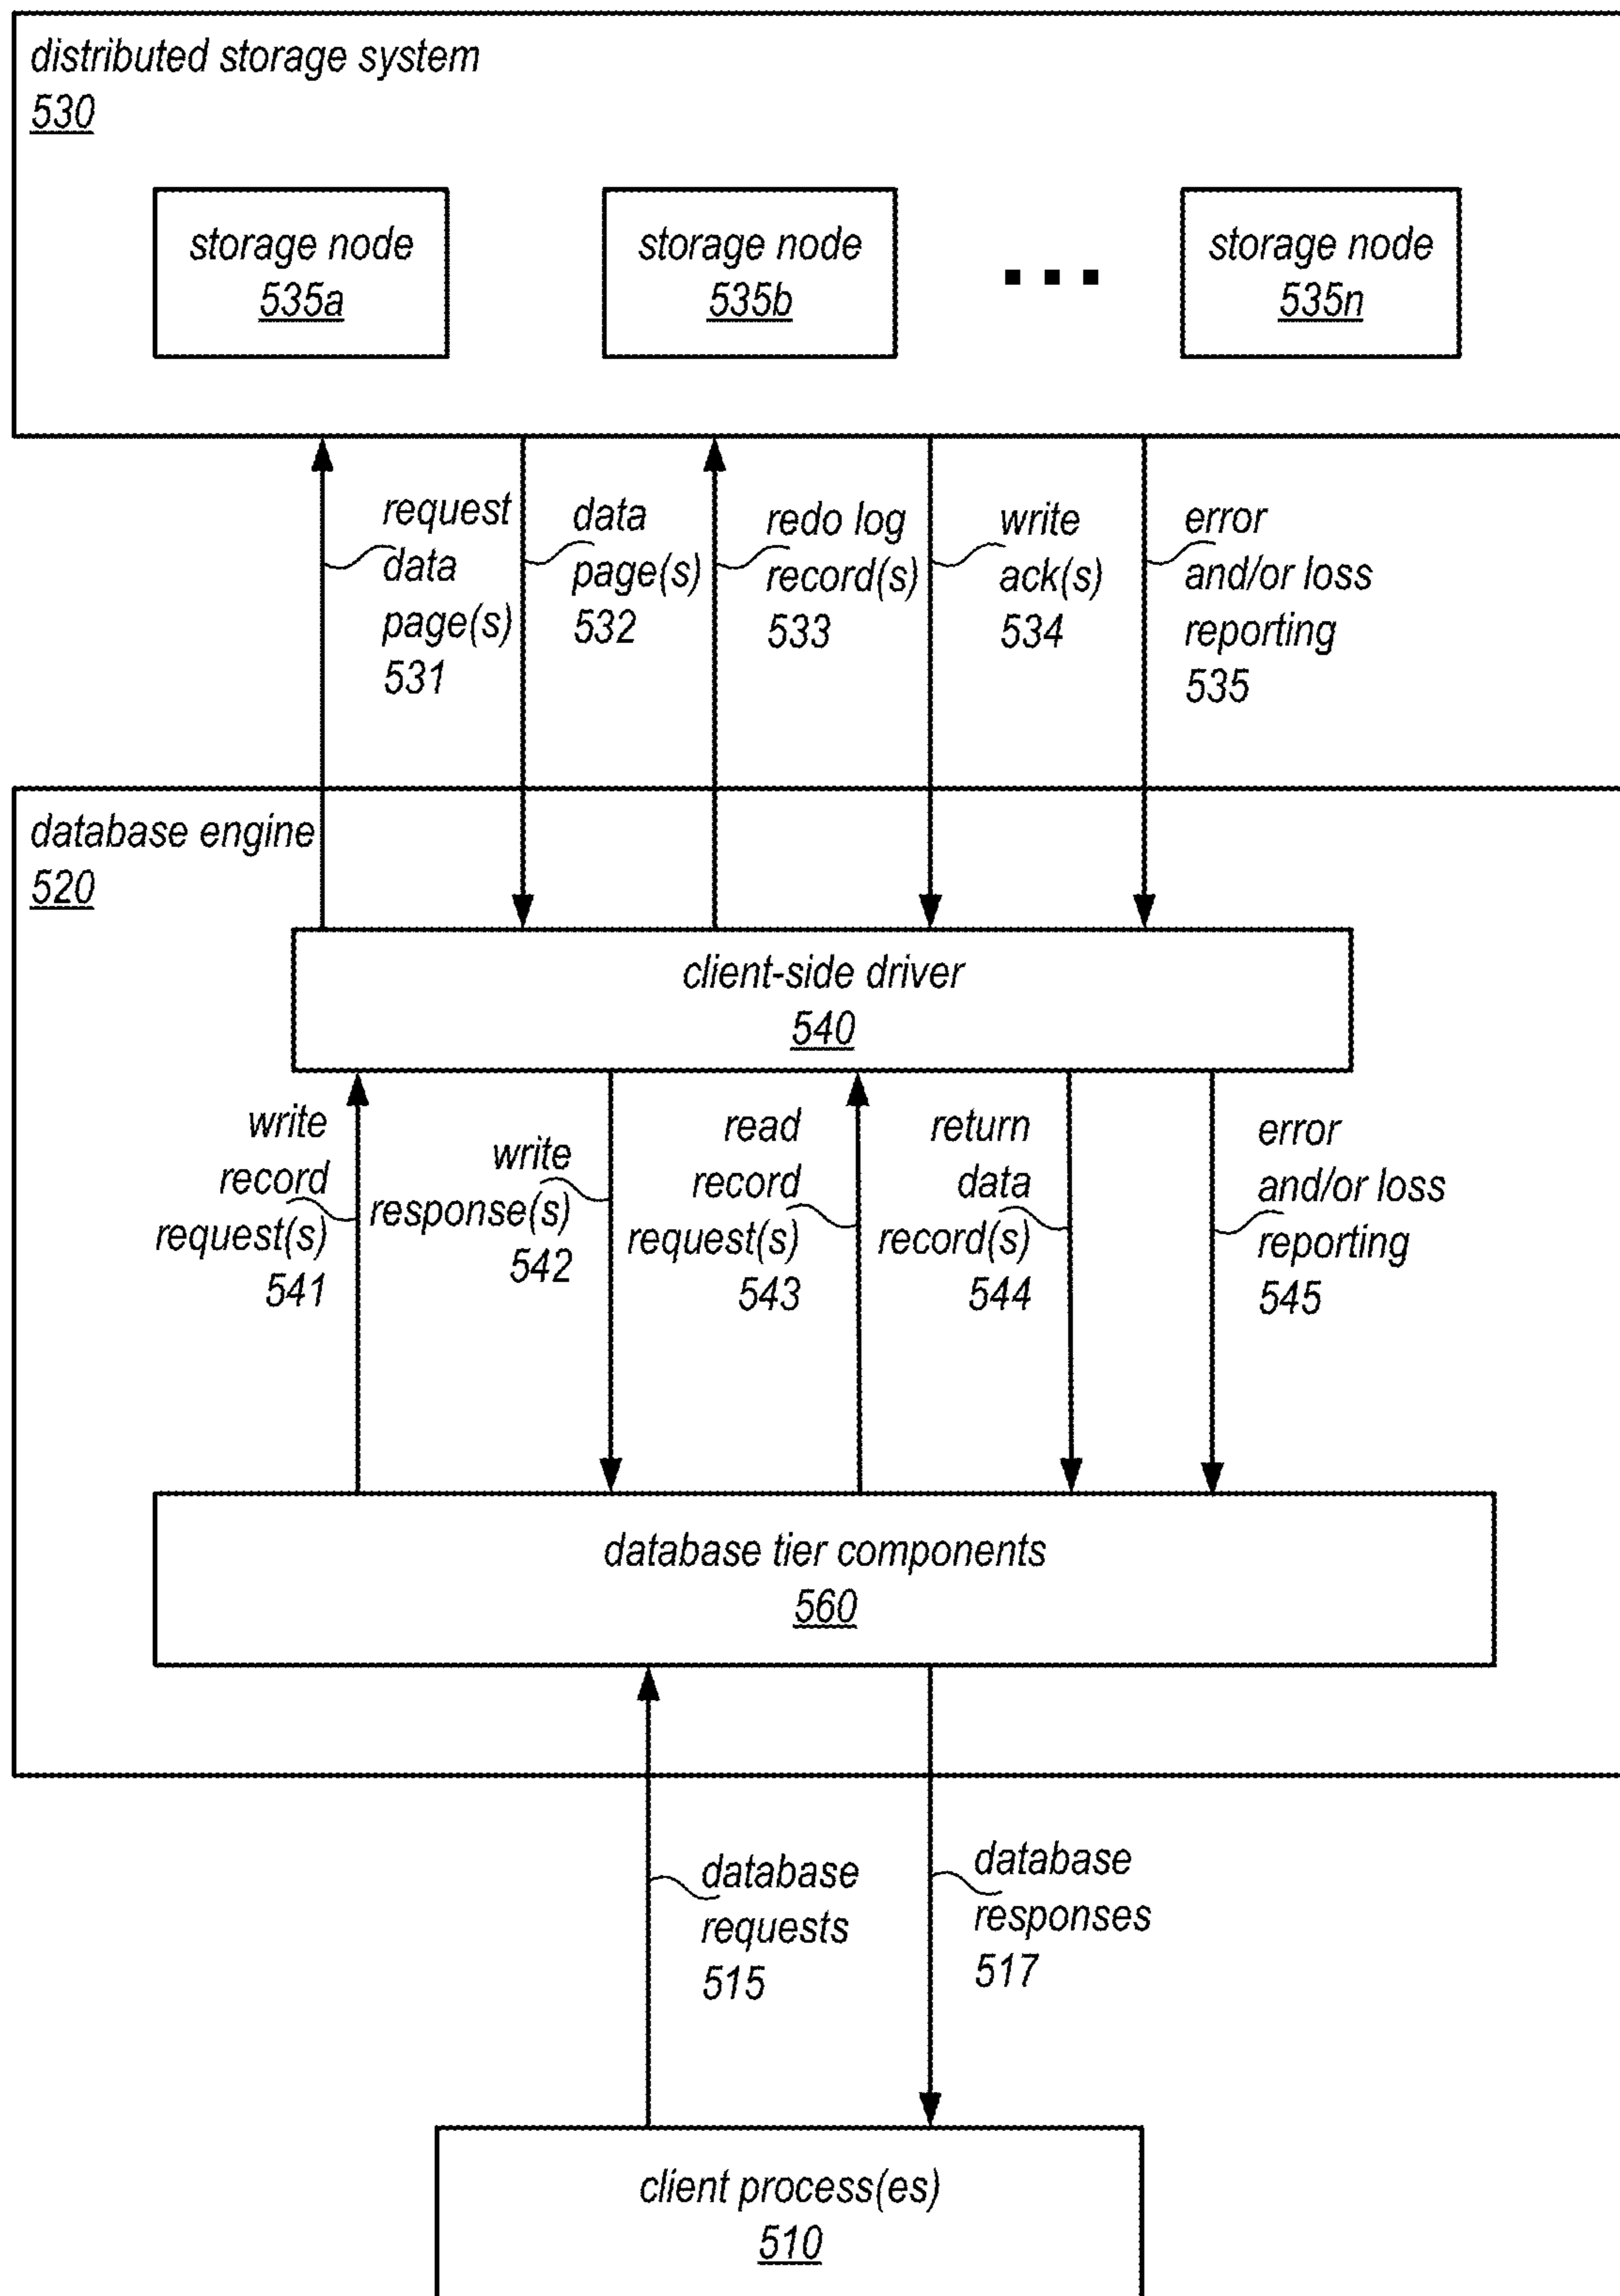 distributed storage system
530
storage node
535a
storage node
535b
storage node
535n
request
data
page(s)
531
data
page(s)
532
redo log
record(s)
533
write
ack(s)
534
error
and/or loss
reporting
535
database engine
520
client-side driver
540
write
record
request(s)
541
write
response(s)
542
read
record
request(s)
543
return
data
record(s)
544
error
and/or loss
reporting
545
database tier components
560
database
requests
515
database
responses
517
client process(es)
510